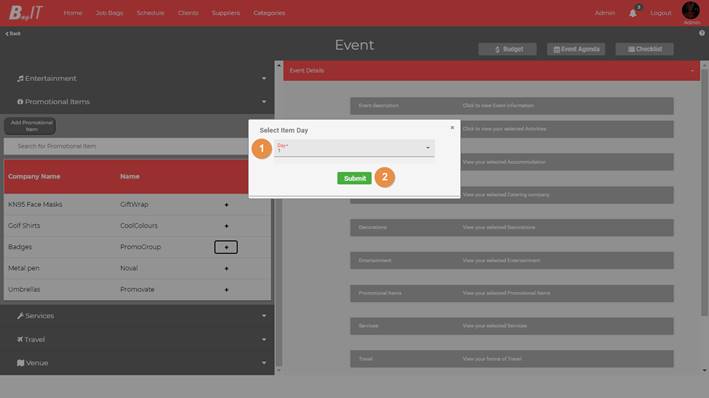 BagIT
Home Job Bags Schedule Clients Suppliers Categories
Admin 3 Logout
Admin
Back
Event
$ Budget Event Agenda Checklist
Entertainment
Promotional Items
Add Promotional
Item
Search for Promotional Item
Company Name Name
KN95 Face Masks GiftWrap +
Golf Shirts CoolColours +
Badges PromoGroup +
Metal pen Noval +
Umbrellas Promovate +
Services
Travel
Venue
Event Details
Event description Click to view Event information
Click to view your selected Activities
View your selected Accommodation
View your selected Catering company
Decorations View your selected Decorations
Entertainment View your selected Entertainment
Promotional Items View your selected Promotional Items
Services View your selected Services
Travel View your forms of Travel
Select Item Day ×
1 Day *
1
Submit 2